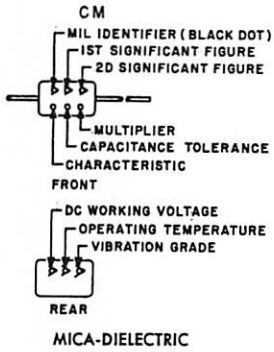 CM
MIL IDENTIFIER (BLACK DOT)
IST SIGNIFICANT FIGURE
2D SIGNIFICANT FIGURE
MULTIPLIER
CAPACITANCE TOLERANCE
CHARACTERISTIC
FRONT
DC WORKING VOLTAGE
OPERATING TEMPERATURE
VIBRATION GRADE
REAR
MICA-DIELECTRIC